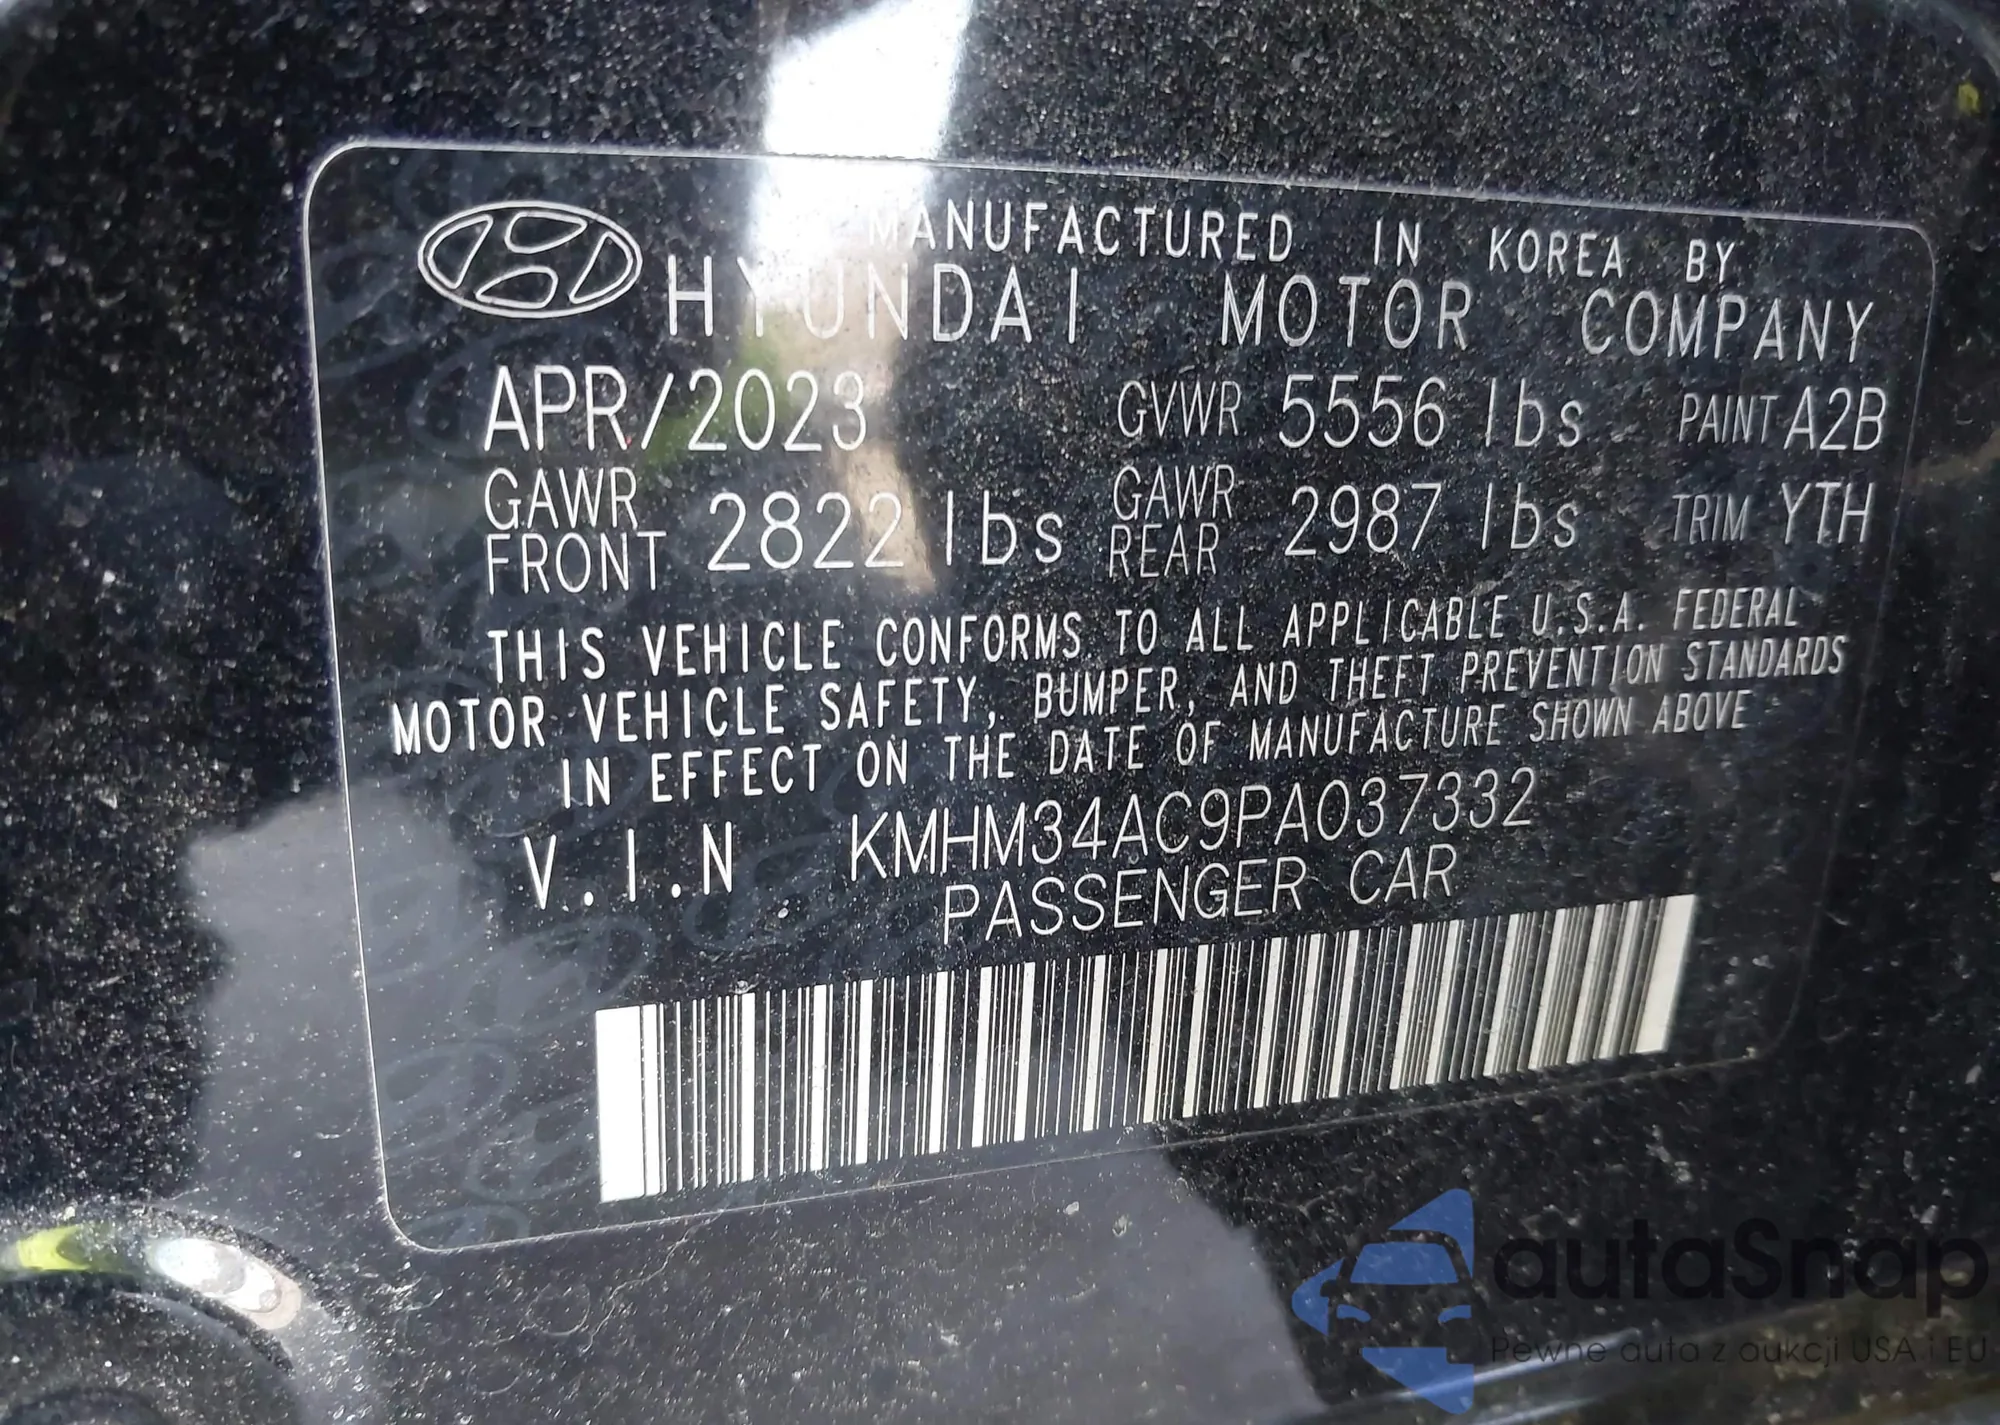 MANUFACTURED IN KOREA BY
HYUNDAI MOTOR COMPANY
APR/2023 GVWR 5556 lbs PAINT A2B
GAWR FRONT 2822 lbs GAWR REAR 2987 lbs TRIM YTH
THIS VEHICLE CONFORMS TO ALL APPLICABLE U.S.A. FEDERAL
MOTOR VEHICLE SAFETY, BUMPER, AND THEFT PREVENTION STANDARDS
IN EFFECT ON THE DATE OF MANUFACTURE SHOWN ABOVE
V.I.N KMHM34AC9PA037332
PASSENGER CAR
autaSnap
Pewne auta z aukcji USA i EU